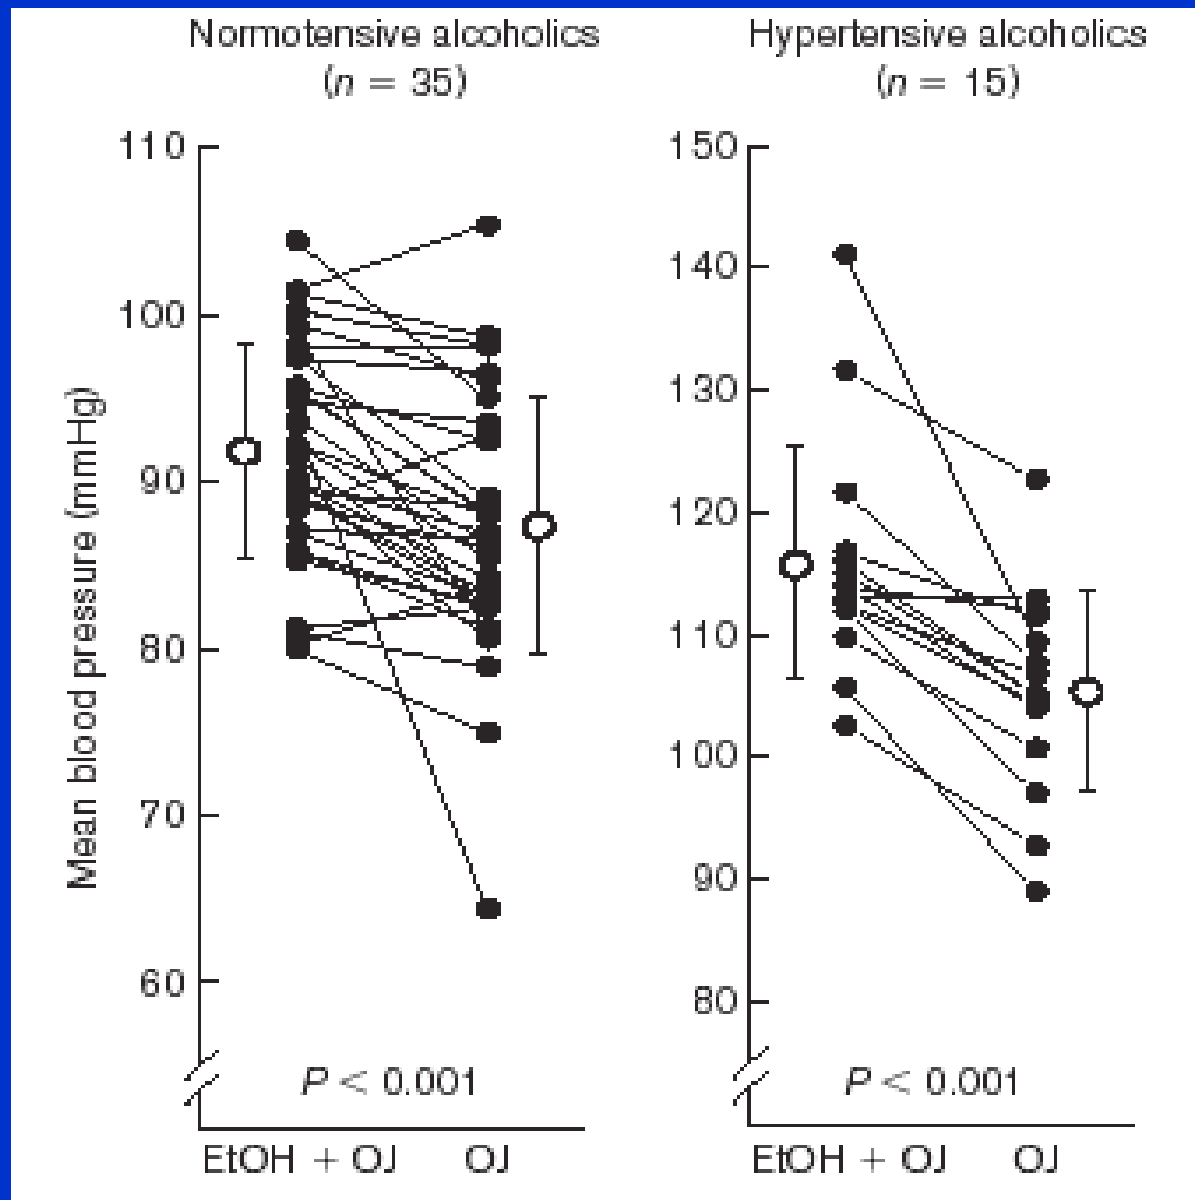 Normotensive alcoholics
(n = 35)
110
100
90
80
70
60
Mean blood pressure (mmHg)
P < 0.001
EtOH + OJ
OJ
Hypertensive alcoholics
(n = 15)
150
140
130
120
110
100
90
80
P < 0.001
EtOH + OJ
OJ